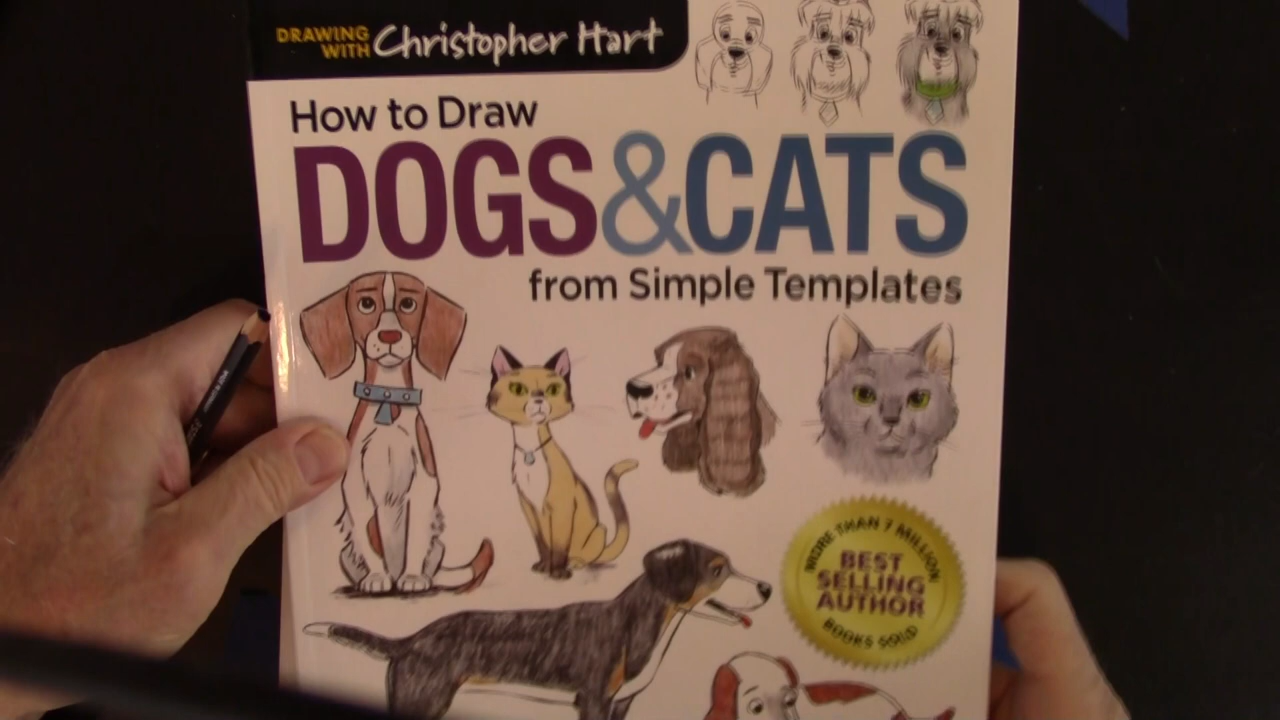 DRAWING
WITH Christopher Hart
How to Draw
DOGS&CATS
from Simple Templates
MORE THAN 7 MILLION
BEST
SELLING
AUTHOR
BOOKS SOLD